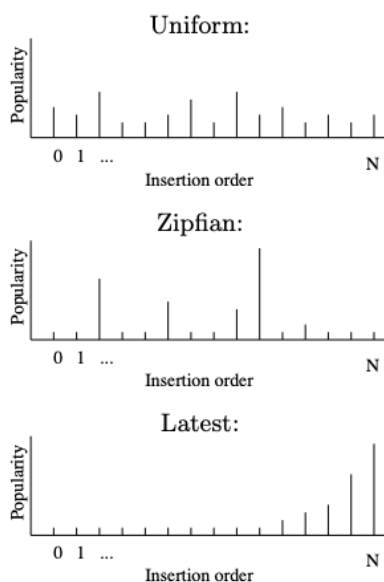 Uniform:
Popularity
0 1 ...
N
Insertion order
Zipfian:
Popularity
0 1 ...
N
Insertion order
Latest:
Popularity
0 1 ...
N
Insertion order